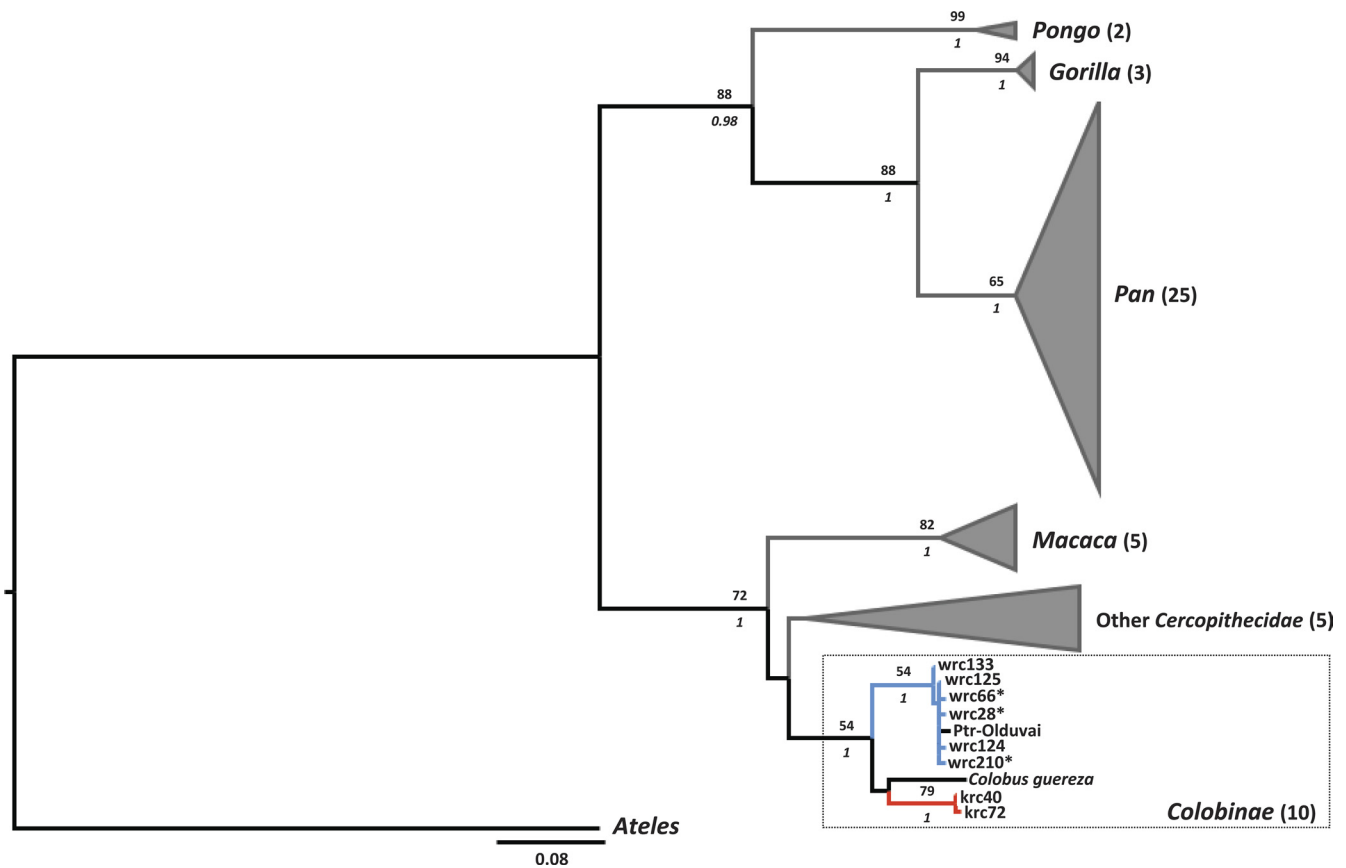 99
Pongo (2)
1
94
Gorilla (3)
1
88
0.98
88
1
65
Pan (25)
1
82
Macaca (5)
1
72
1
Other Cercopithecidae (5)
wrc133
54
wrc125
1
wrc66*
wrc28*
54
Ptr-Olduvai
1
wrc124
wrc210*
Colobus guereza
79
krc40
krc72
1
Colobinae (10)
Ateles
0.08